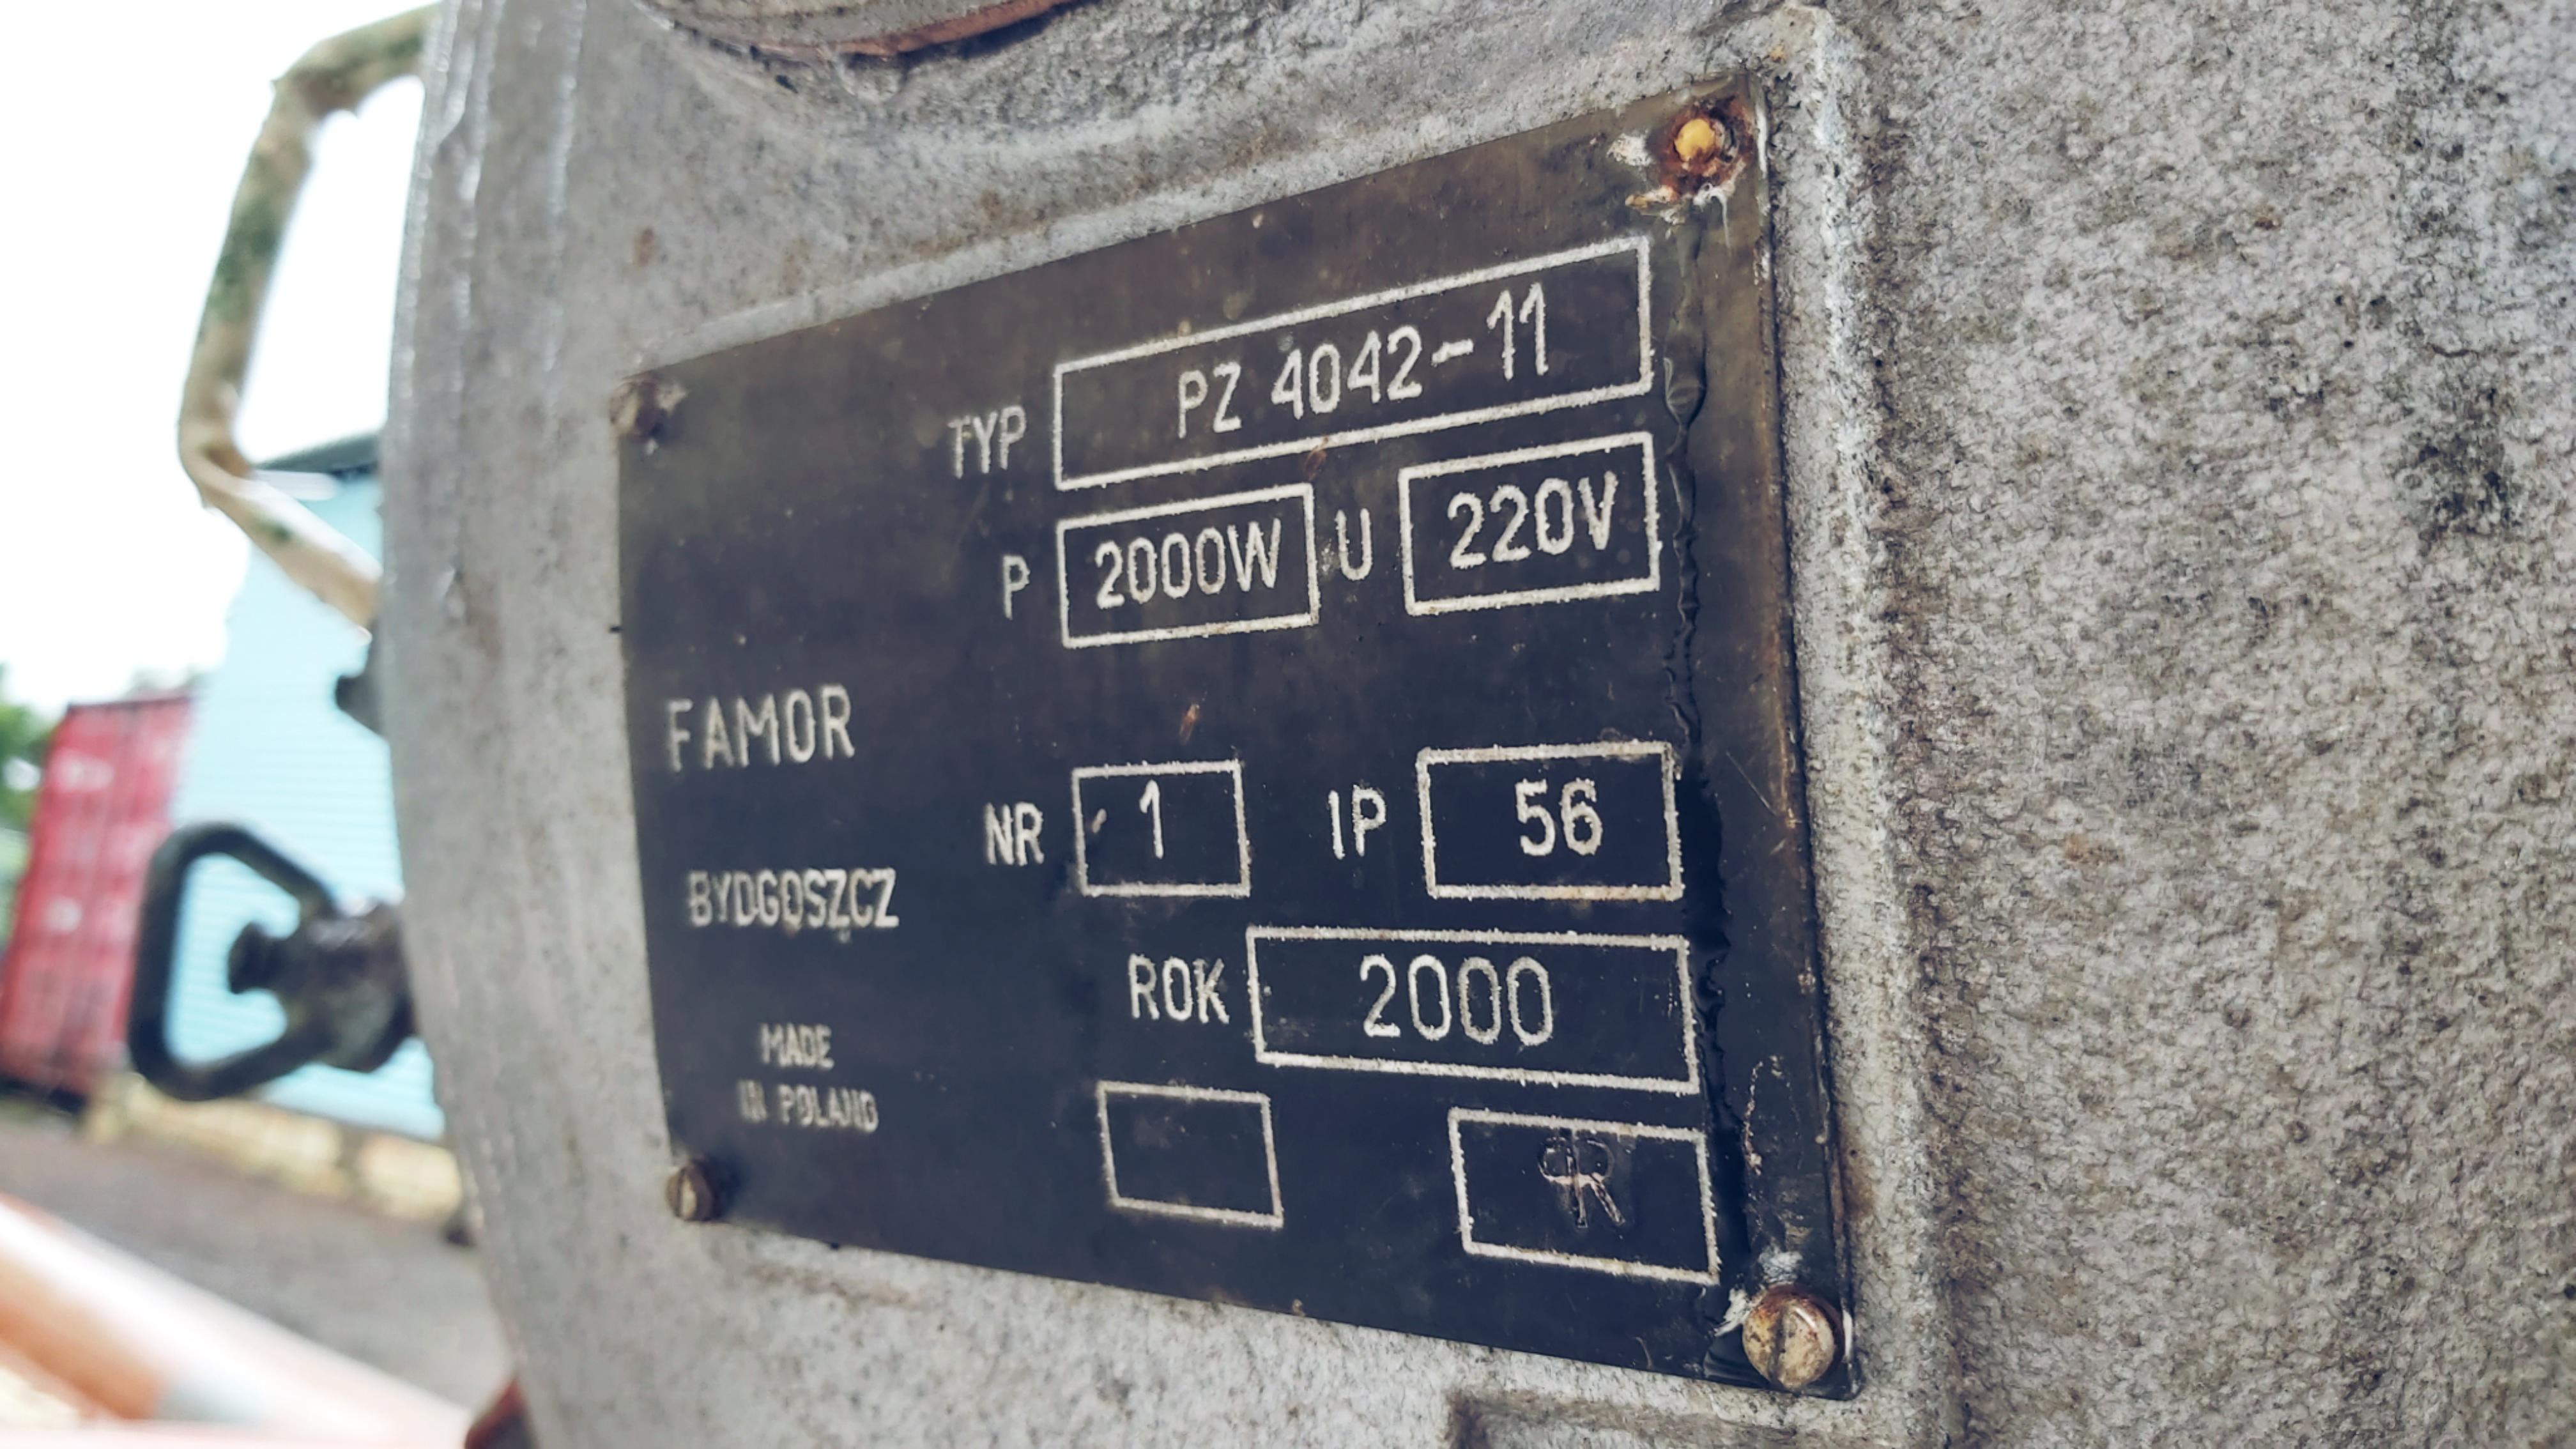 TYP PZ 4042-11
P 2000W U 220V
FAMOR
NR 1 IP 56
BYDGOSZCZ
ROK 2000
MADE
IN POLAND